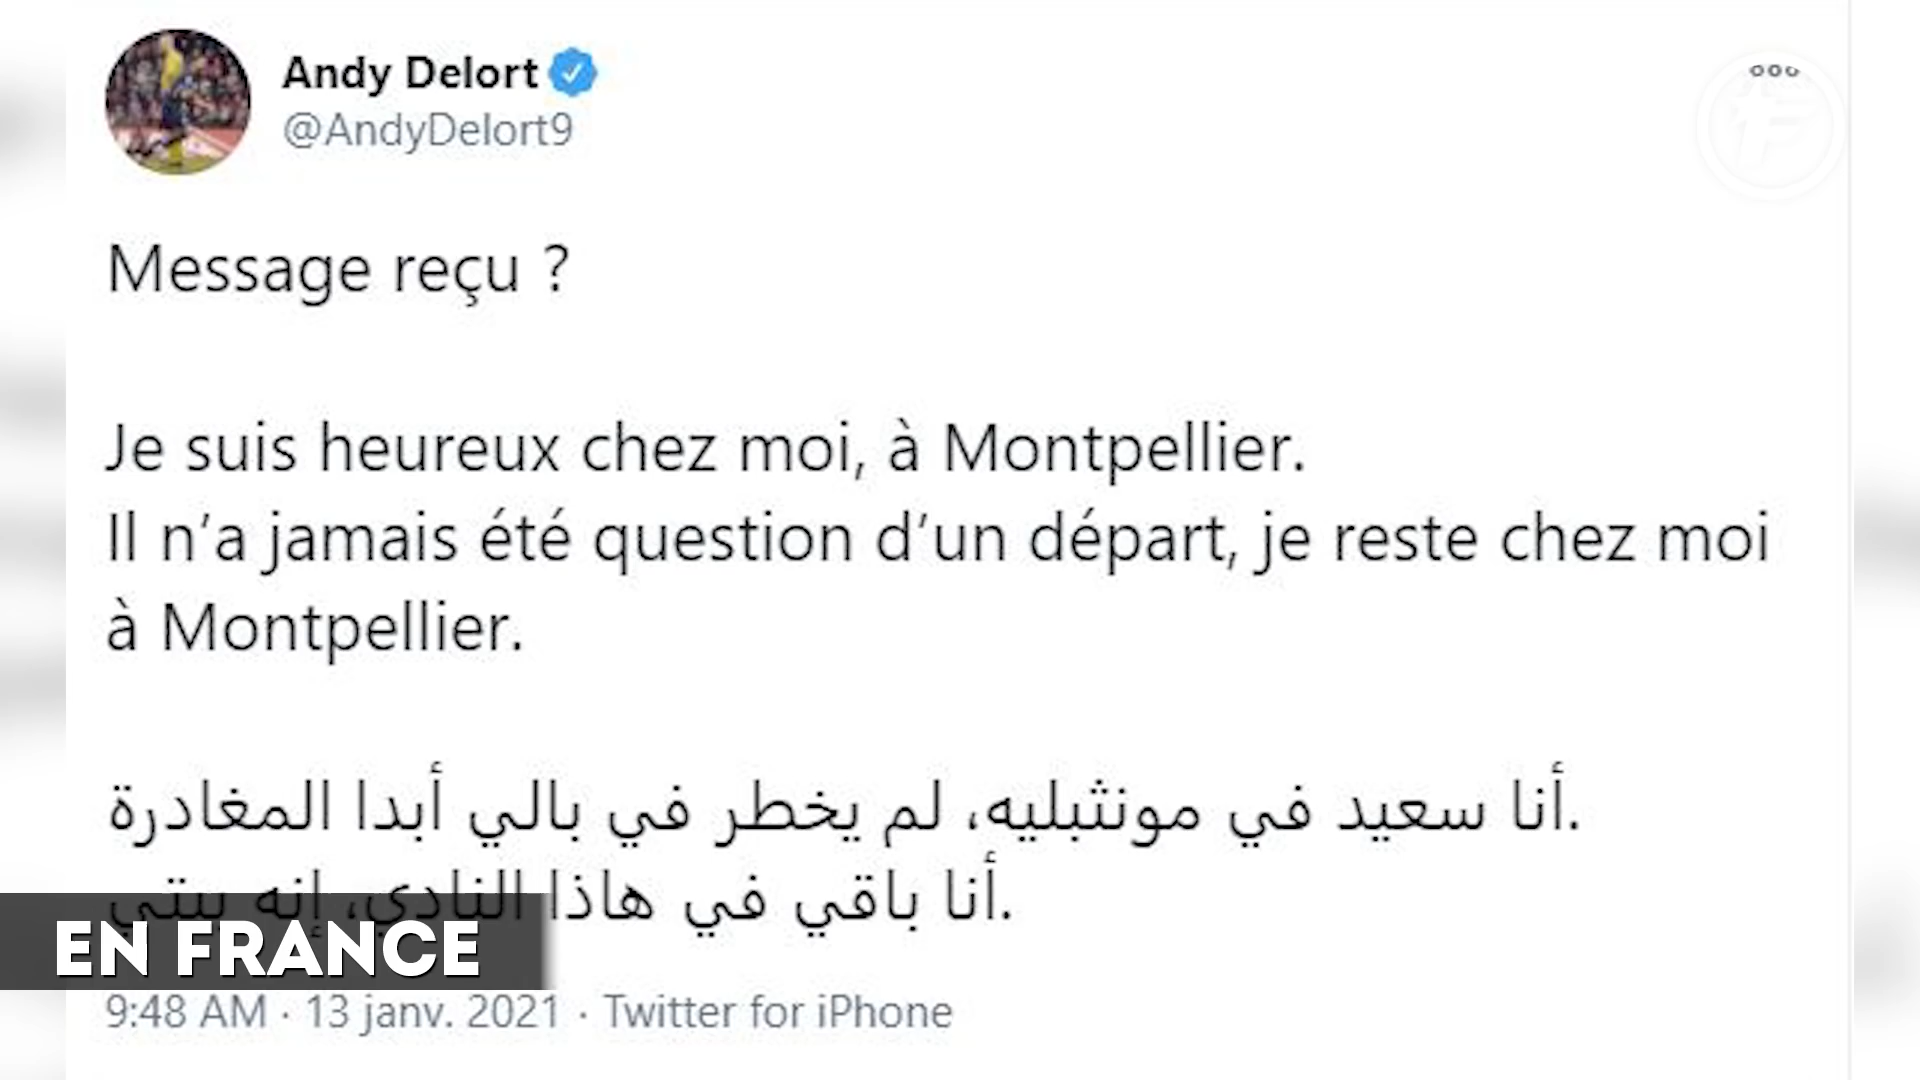 Andy Delort
@AndyDelort9
Message reçu ?
Je suis heureux chez moi, à Montpellier.
Il n’a jamais été question d’un départ, je reste chez moi
à Montpellier.
أنا سعيد في مونثبليه، لم يخطر في بالي أبدا المغادرة.
أنا باقي في هاذا النادي، إنه بيتي.
EN FRANCE
9:48 AM · 13 janv. 2021 · Twitter for iPhone